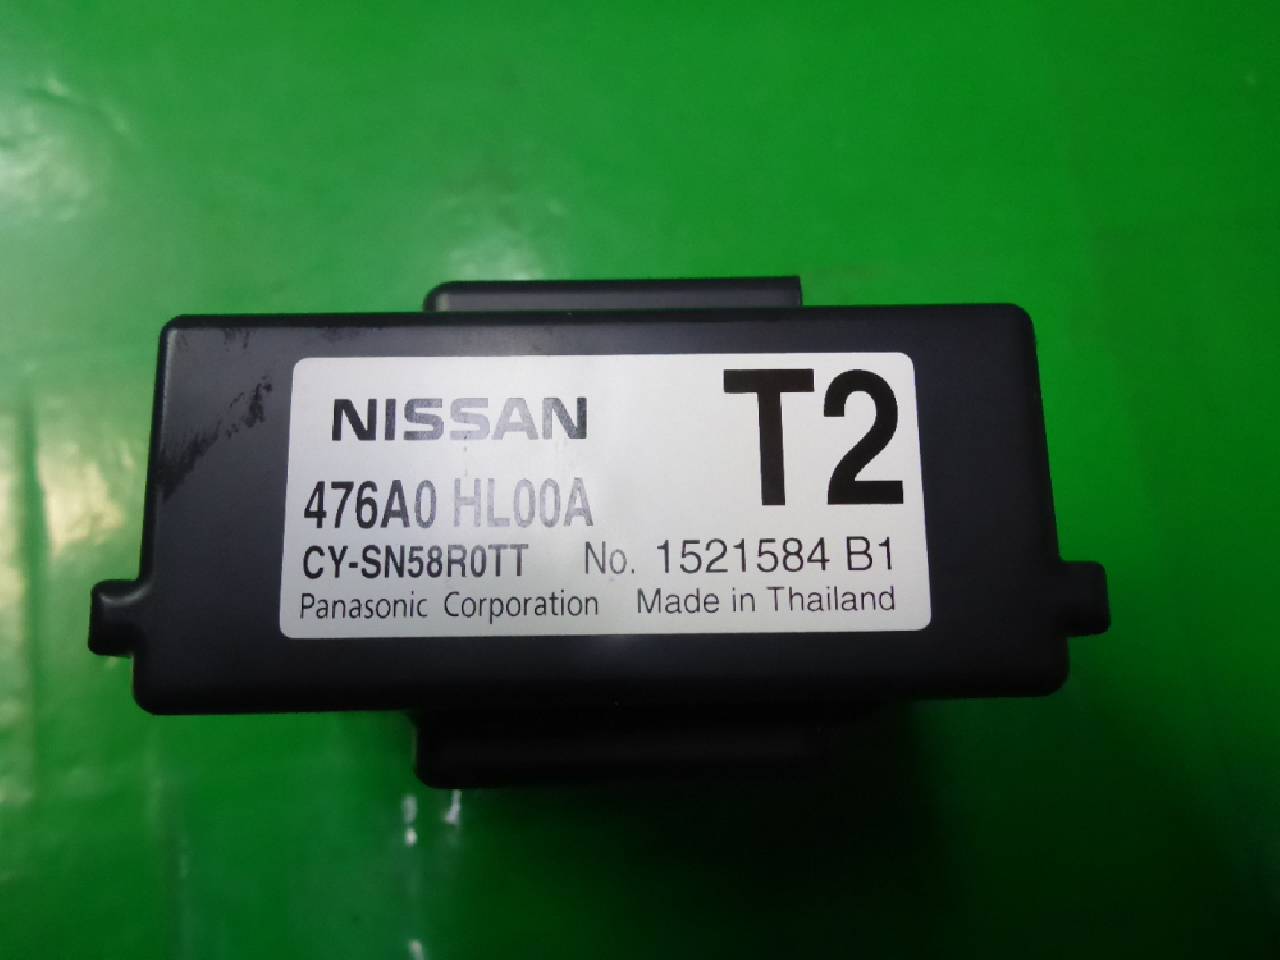 NISSAN
T2
476A0 HL00A
CY-SN58R0TT No. 1521584 B1
Panasonic Corporation Made in Thailand